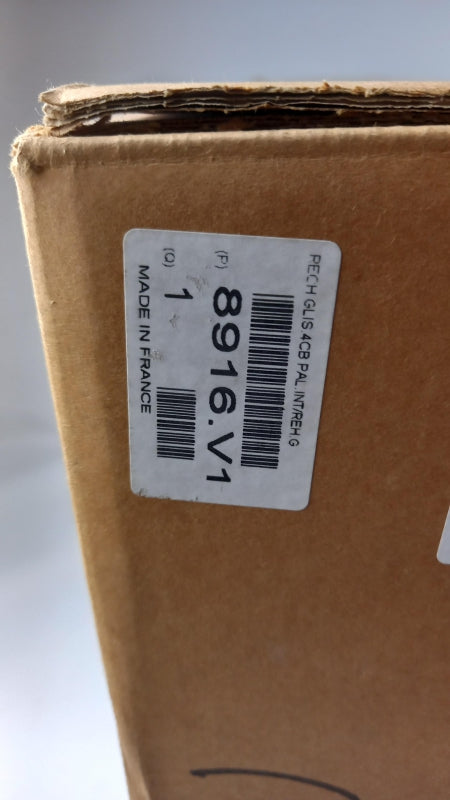 PECH GLIS.4CB PAL.INT/REH G
(P)
8916.V1
(Q)
1
MADE IN FRANCE